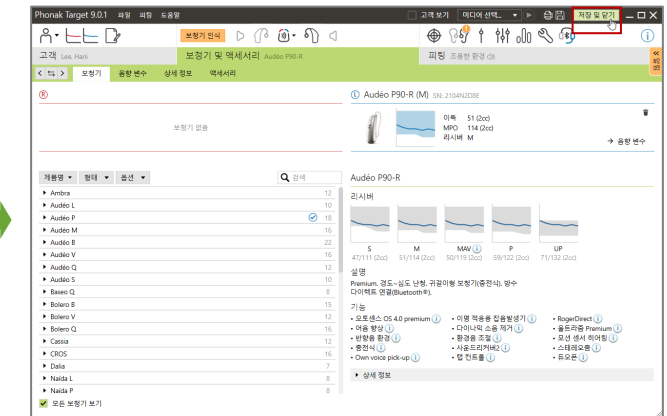 Phonak Target 9.0.1 파일 피팅 도움말
고객 보기 미디어 선택... 저장 및 닫기
보청기 인식
고객 Lee, Hani 보청기 및 액세서리 Audéo P90-R 피팅 조용한 환경
보청기 음향 변수 상세 정보 액세서리
R
L Audéo P90-R (M) SN: 2104N2D8E
이득 51 (2cc)
MPO 114 (2cc)
리시버 M
보청기 없음
→ 음향 변수
제품명 형태 옵션 검색
Audéo P90-R
Ambra 12
Audéo L 10
Audéo P 18
Audéo M 16
Audéo B 22
Audéo V 16
Audéo Q 12
Audéo S 10
Baseo Q 8
Bolero B 15
Bolero V 12
Bolero Q 16
Cassia 12
CROS 16
Dalia 7
Naída L 8
Naída P 8
모든 보청기 보기
리시버
S M MAV P UP
47/111 (2cc) 51/114 (2cc) 50/119 (2cc) 59/122 (2cc) 71/132 (2cc)
설명
Premium. 경도~심도 난청. 귀걸이형 보청기(충전식). 방수
다이렉트 연결(Bluetooth®).
기능
• 오토센스 OS 4.0 premium • 이명 적응용 잡음발생기 • RogerDirect
• 어음 향상 • 다이나믹 소음 제거 • 울트라줌 Premium
• 반향음 환경 • 환경음 조절 • 모션 센서 히어링
• 충전식 • 사운드리커버2 • 스테레오줌
• Own voice pick-up • 탭 컨트롤 • 듀오폰
상세 정보